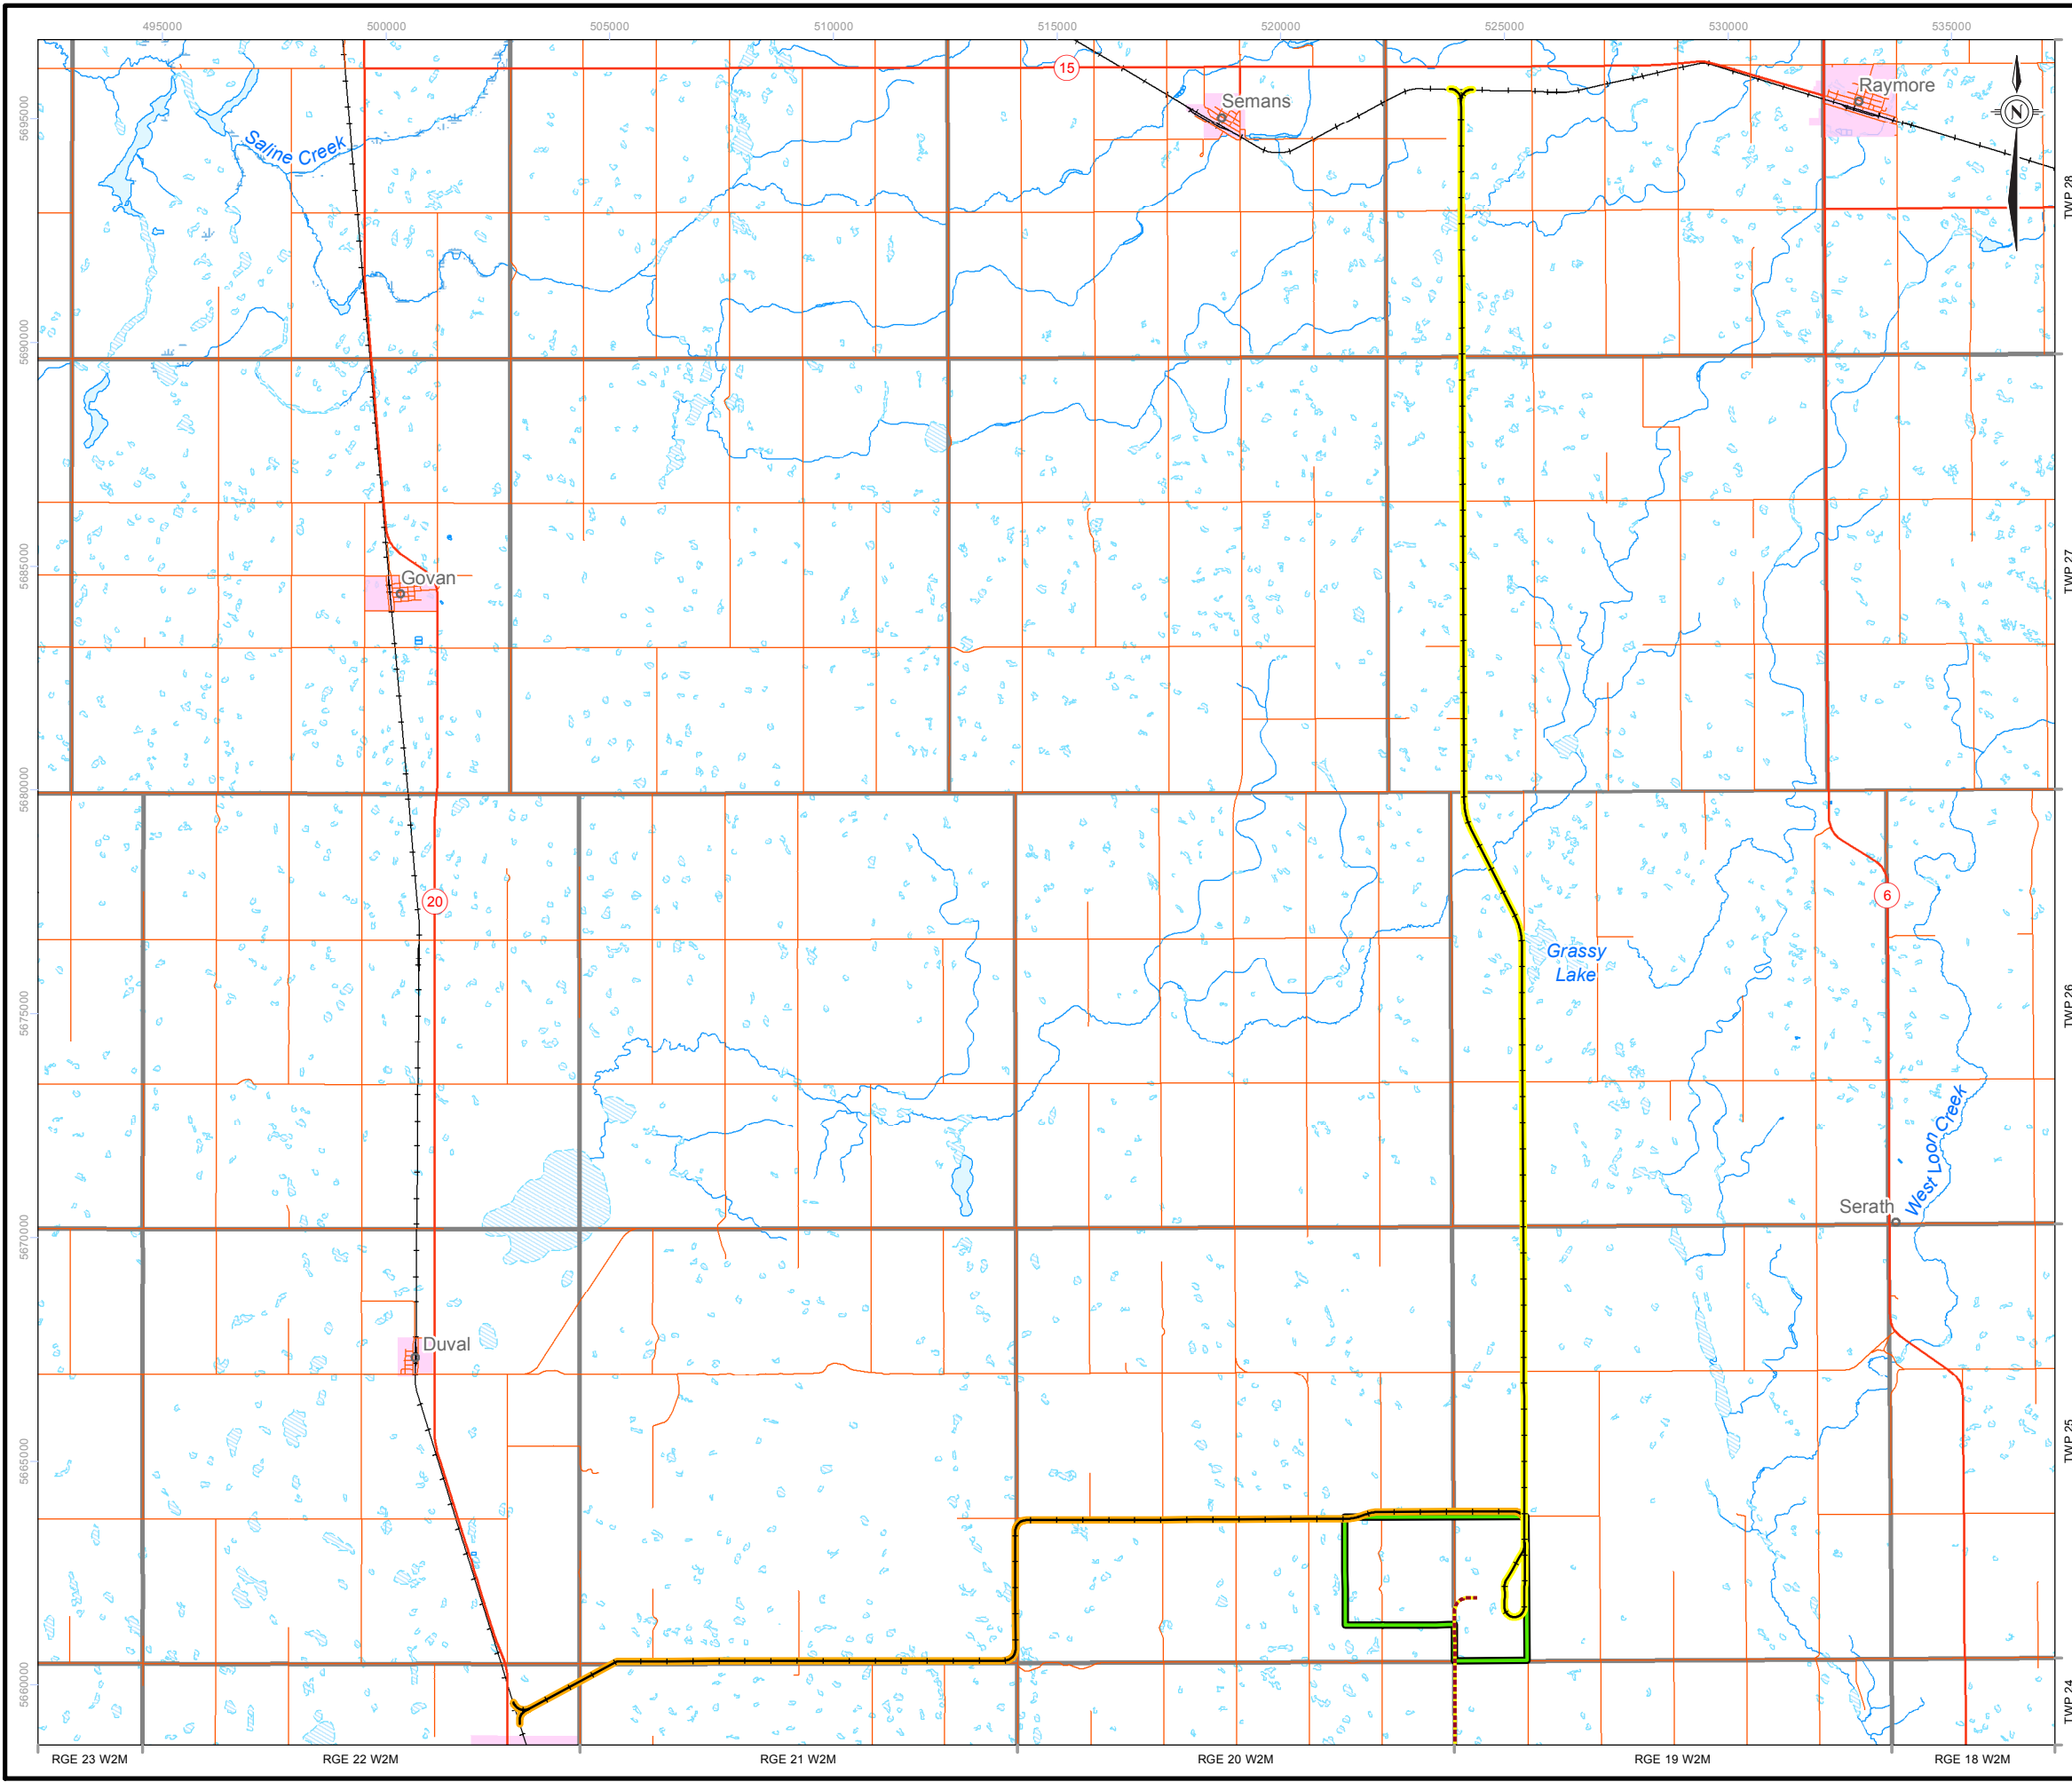 495000 500000 505000 510000 515000 520000 525000 530000 535000
5695000
5690000
5685000
5680000
5675000
5670000
5665000
5660000
15
Semans
Raymore
N
Saline Creek
TWP 28
Govan
TWP 27
20
6
Grassy
Lake
TWP 26
West Loon Creek
Serath
Duval
TWP 25
TWP 24
RGE 23 W2M RGE 22 W2M RGE 21 W2M RGE 20 W2M RGE 19 W2M RGE 18 W2M